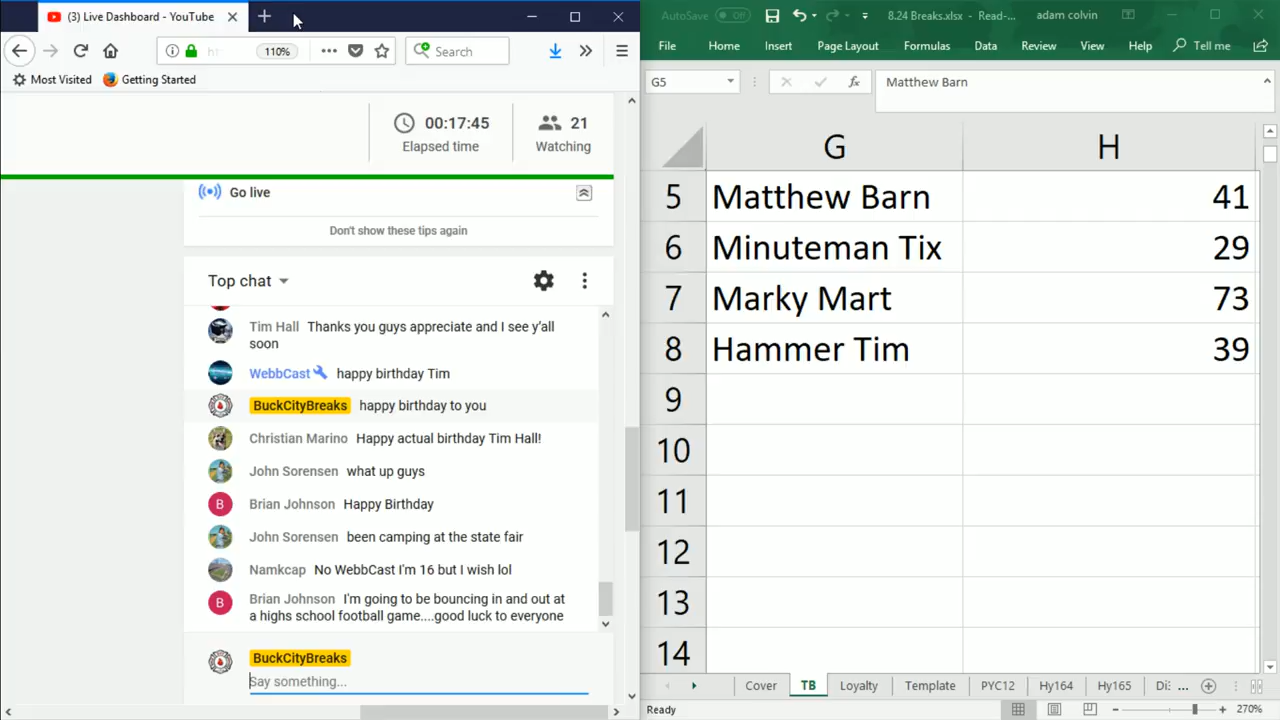 (3) Live Dashboard - YouTube
110%
Search
Most Visited
Getting Started
00:17:45
Elapsed time
21
Watching
Go live
Don't show these tips again
Top chat
Tim Hall Thanks you guys appreciate and I see y'all
soon
WebbCast happy birthday Tim
BuckCityBreaks happy birthday to you
Christian Marino Happy actual birthday Tim Hall!
John Sorensen what up guys
B Brian Johnson Happy Birthday
John Sorensen been camping at the state fair
Namkcap No WebbCast I'm 16 but I wish lol
B Brian Johnson I'm going to be bouncing in and out at
a highs school football game....good luck to everyone
BuckCityBreaks
Say something...
AutoSave Off 8.24 Breaks.xlsx - Read-... adam colvin
File Home Insert Page Layout Formulas Data Review View Help Tell me
G5 fx Matthew Barn
G H
5 Matthew Barn 41
6 Minuteman Tix 29
7 Marky Mart 73
8 Hammer Tim 39
9
10
11
12
13
14
Cover TB Loyalty Template PYC12 Hy164 Hy165 Di: ...
Ready 270%